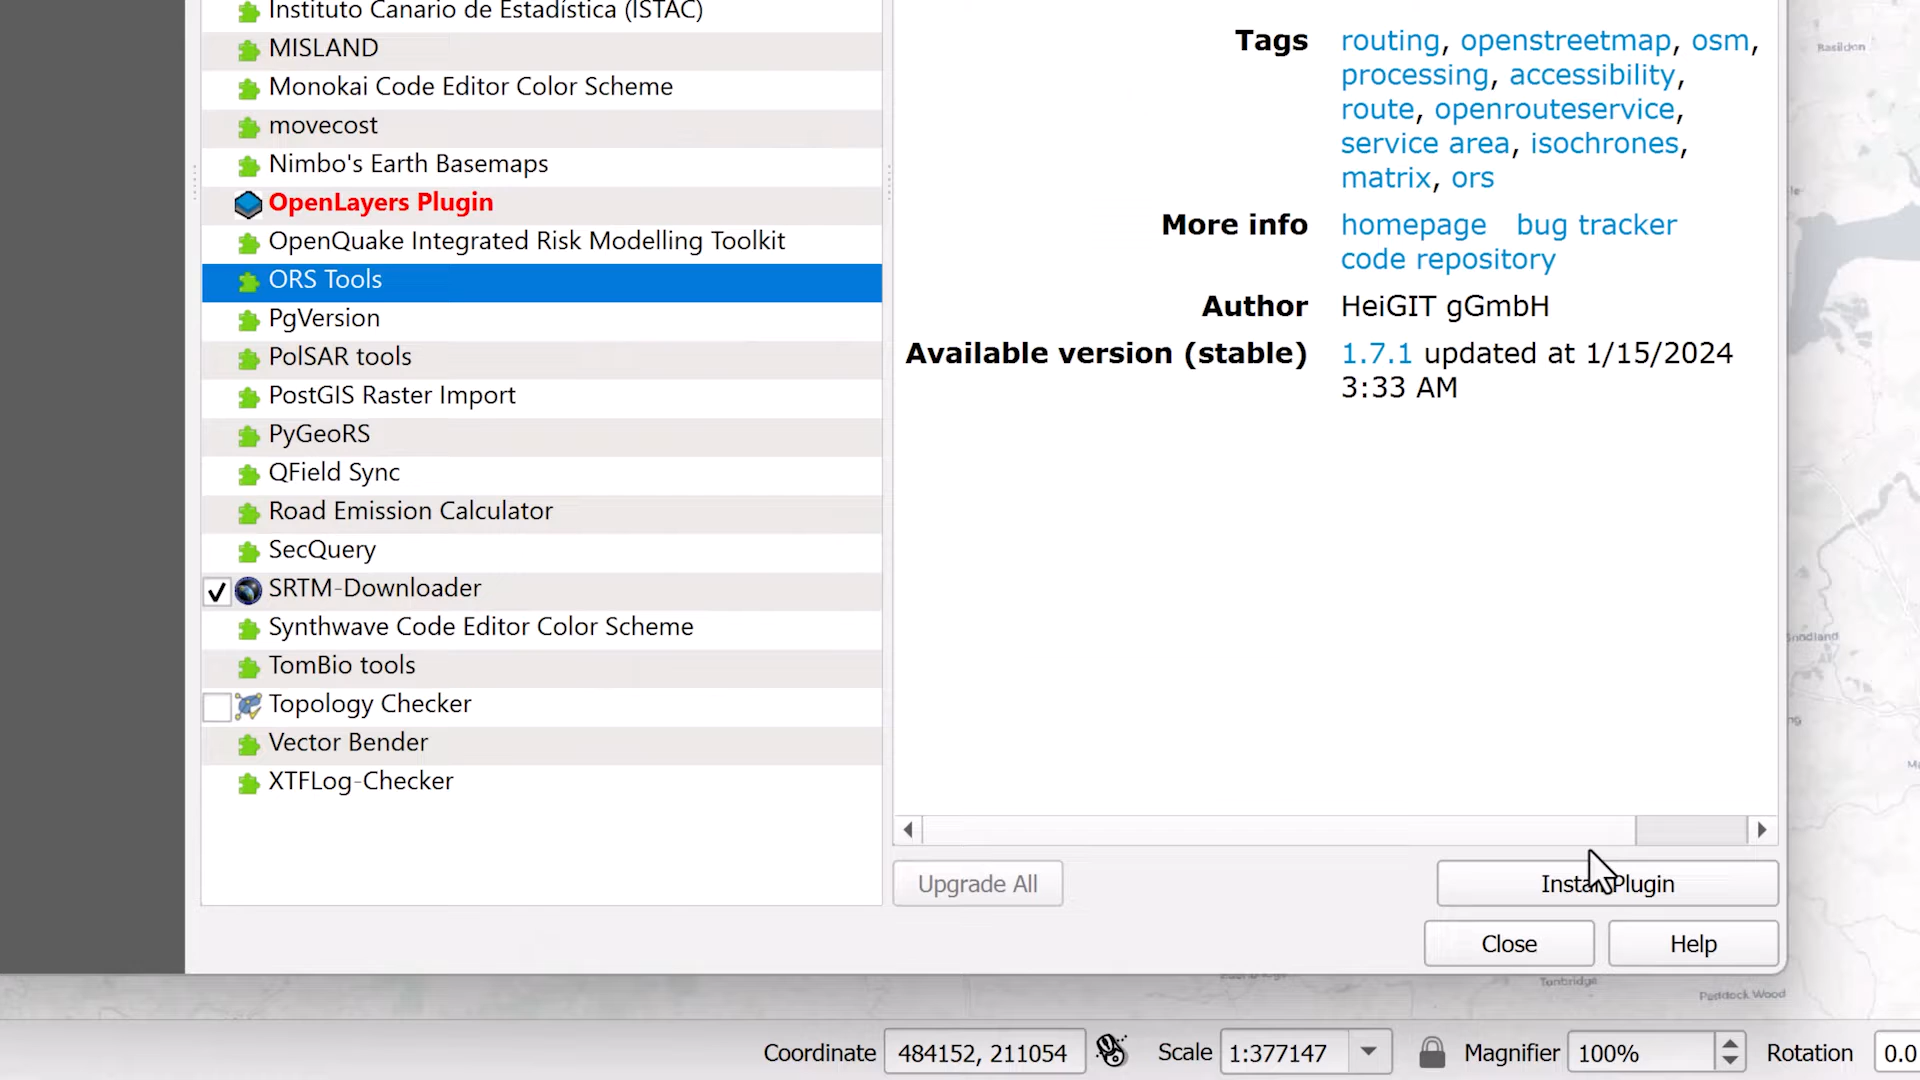 Instituto Canario de Estadística (ISTAC)
MISLAND
Monokai Code Editor Color Scheme
movecost
Nimbo's Earth Basemaps
OpenLayers Plugin
OpenQuake Integrated Risk Modelling Toolkit
ORS Tools
PgVersion
PolSAR tools
PostGIS Raster Import
PyGeoRS
QField Sync
Road Emission Calculator
SecQuery
SRTM-Downloader
Synthwave Code Editor Color Scheme
TomBio tools
Topology Checker
Vector Bender
XTFLog-Checker
Tags routing, openstreetmap, osm,
processing, accessibility,
route, openrouteservice,
service area, isochrones,
matrix, ors
More info homepage bug tracker
code repository
Author HeiGIT gGmbH
Available version (stable) 1.7.1 updated at 1/15/2024
3:33 AM
Upgrade All
Install Plugin
Close Help
Basildon
Tonbridge
Paddock Wood
Coordinate 484152, 211054 Scale 1:377147 Magnifier 100% Rotation 0.0